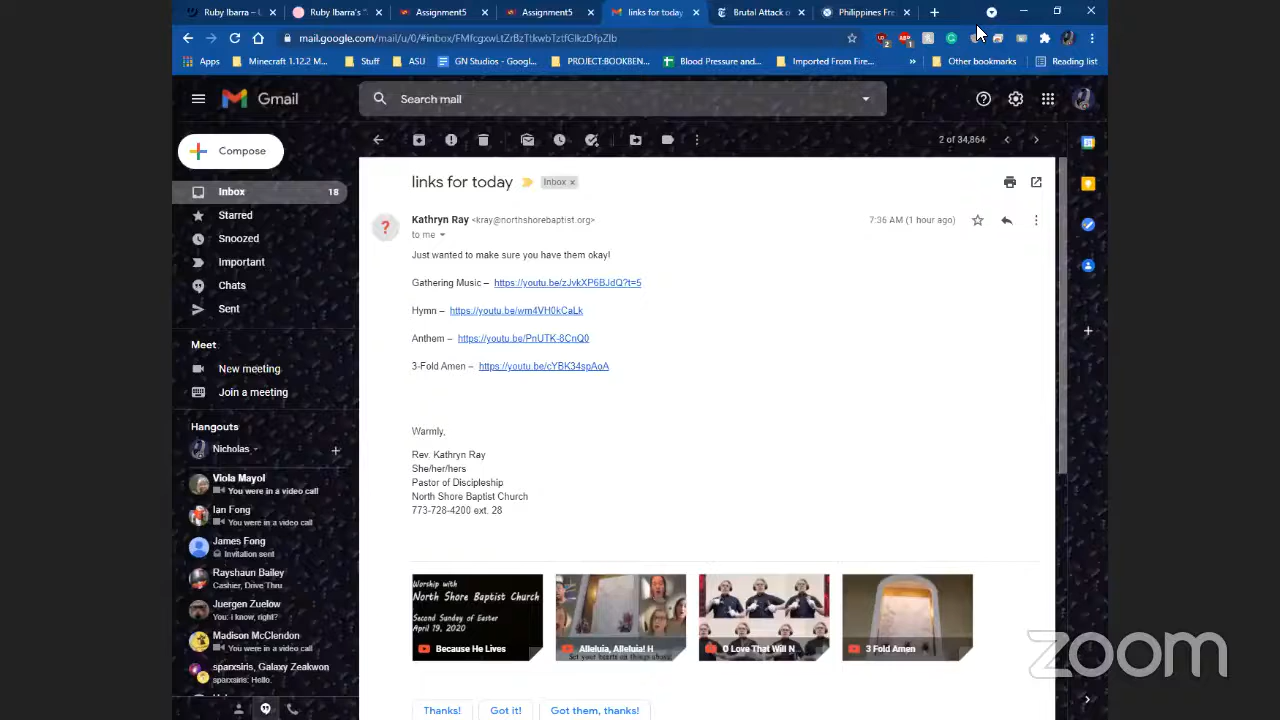 Ruby Ibarra – L
Ruby Ibarra's "
Assignment5
Assignment5
links for today
Brutal Attack o
Philippines Fre
mail.google.com/mail/u/0/#inbox/FMfcgxwLtZrBzTtkwbTztfGlkzDfpZlb
Apps
Minecraft 1.12.2 M...
Stuff
ASU
GN Studios - Googl...
PROJECT:BOOKBEN...
Blood Pressure and...
Imported From Fire...
»
Other bookmarks
Reading list
Gmail
Search mail
Compose
2 of 34,864
Inbox 18
Starred
Snoozed
Important
Chats
Sent
Meet
New meeting
Join a meeting
Hangouts
Nicholas
Viola Mayol
You were in a video call
Ian Fong
You were in a video call
James Fong
Invitation sent
Rayshaun Bailey
Cashier, Drive Thru
Juergen Zuelow
You: i know, right?
Madison McClendon
You were in a video call
sparxsiris, Galaxy Zeakwon
sparxsiris: Hello.
links for today
Inbox x
Kathryn Ray <kray@northshorebaptist.org>
7:36 AM (1 hour ago)
to me
Just wanted to make sure you have them okay!
Gathering Music – https://youtu.be/zJvkXP6BJdQ?t=5
Hymn – https://youtu.be/wm4VH0kCaLk
Anthem – https://youtu.be/PnUTK-8CnQ0
3-Fold Amen – https://youtu.be/cYBK34spAoA
Warmly,
Rev. Kathryn Ray
She/her/hers
Pastor of Discipleship
North Shore Baptist Church
773-728-4200 ext. 28
Worship with
North Shore Baptist Church
Second Sunday of Easter
April 19, 2020
Because He Lives
Alleluia, Alleluia! H
Set your hearts on things above,
O Love That Will N...
3 Fold Amen
Thanks!
Got it!
Got them, thanks!
zoom